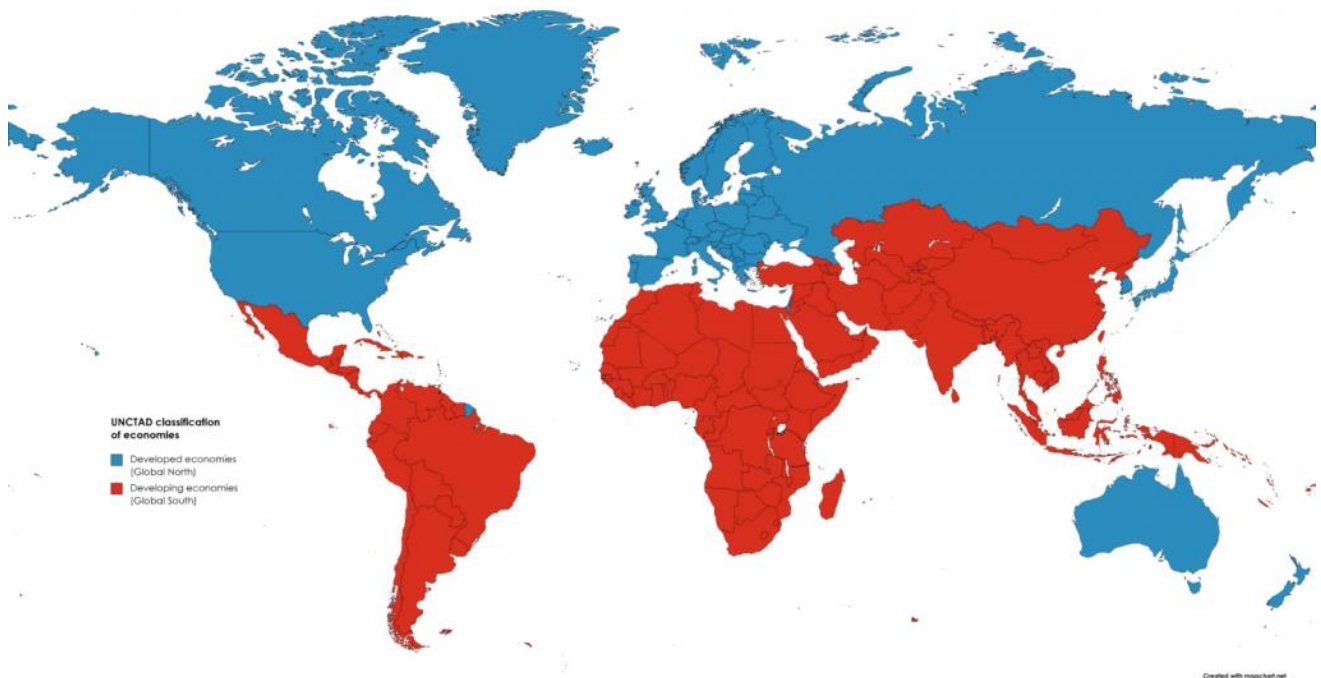 UNCTAD classification
of economies
Developed economies
(Global North)
Developing economies
(Global South)
Created with mapchart.net